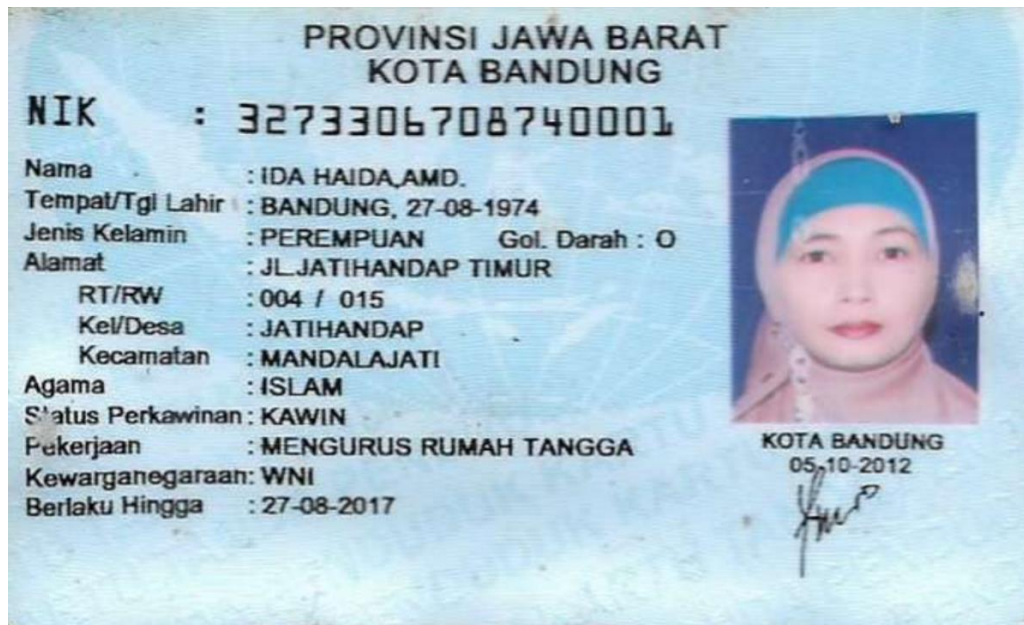 PROVINSI JAWA BARAT
KOTA BANDUNG
NIK : 3273306708740001
Nama : IDA HAIDA,AMD.
Tempat/Tgl Lahir : BANDUNG, 27-08-1974
Jenis Kelamin : PEREMPUAN Gol. Darah : O
Alamat : JL.JATIHANDAP TIMUR
RT/RW : 004 / 015
Kel/Desa : JATIHANDAP
Kecamatan : MANDALAJATI
Agama : ISLAM
Status Perkawinan : KAWIN
Pekerjaan : MENGURUS RUMAH TANGGA
Kewarganegaraan: WNI
Berlaku Hingga : 27-08-2017
KOTA BANDUNG
05-10-2012